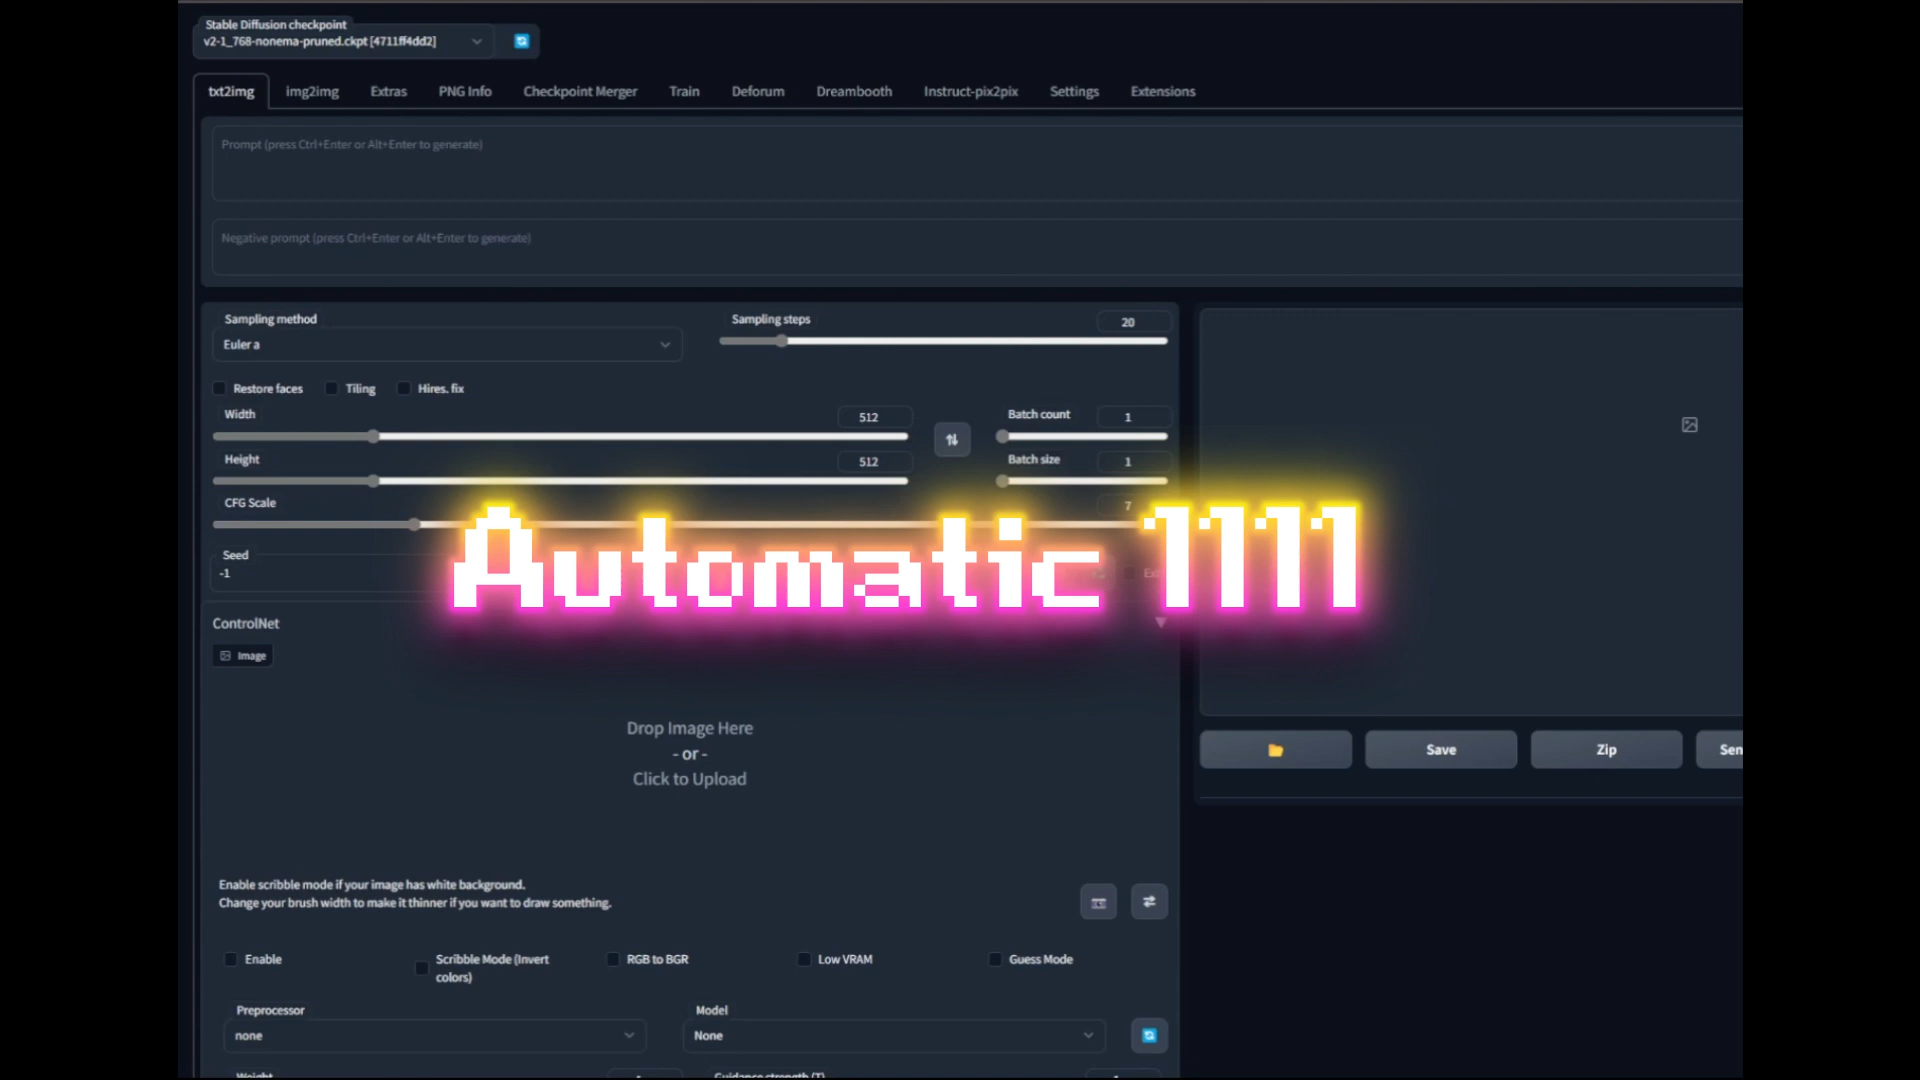 Stable Diffusion checkpoint
v2-1_768-nonema-pruned.ckpt [4711ff4dd2]
txt2img img2img Extras PNG Info Checkpoint Merger Train Deforum Dreambooth Instruct-pix2pix Settings Extensions
Prompt (press Ctrl+Enter or Alt+Enter to generate)
Negative prompt (press Ctrl+Enter or Alt+Enter to generate)
Sampling method
Euler a
Sampling steps 20
Restore faces Tiling Hires. fix
Width 512
Batch count 1
Height 512
Batch size 1
CFG Scale 7
Seed
-1
Automatic 1111
ControlNet
Image
Drop Image Here
- or -
Click to Upload
Save Zip Sen
Enable scribble mode if your image has white background.
Change your brush width to make it thinner if you want to draw something.
Enable
Scribble Mode (Invert
colors)
RGB to BGR
Low VRAM
Guess Mode
Preprocessor
none
Model
None
Weight
Guidance strength (T)